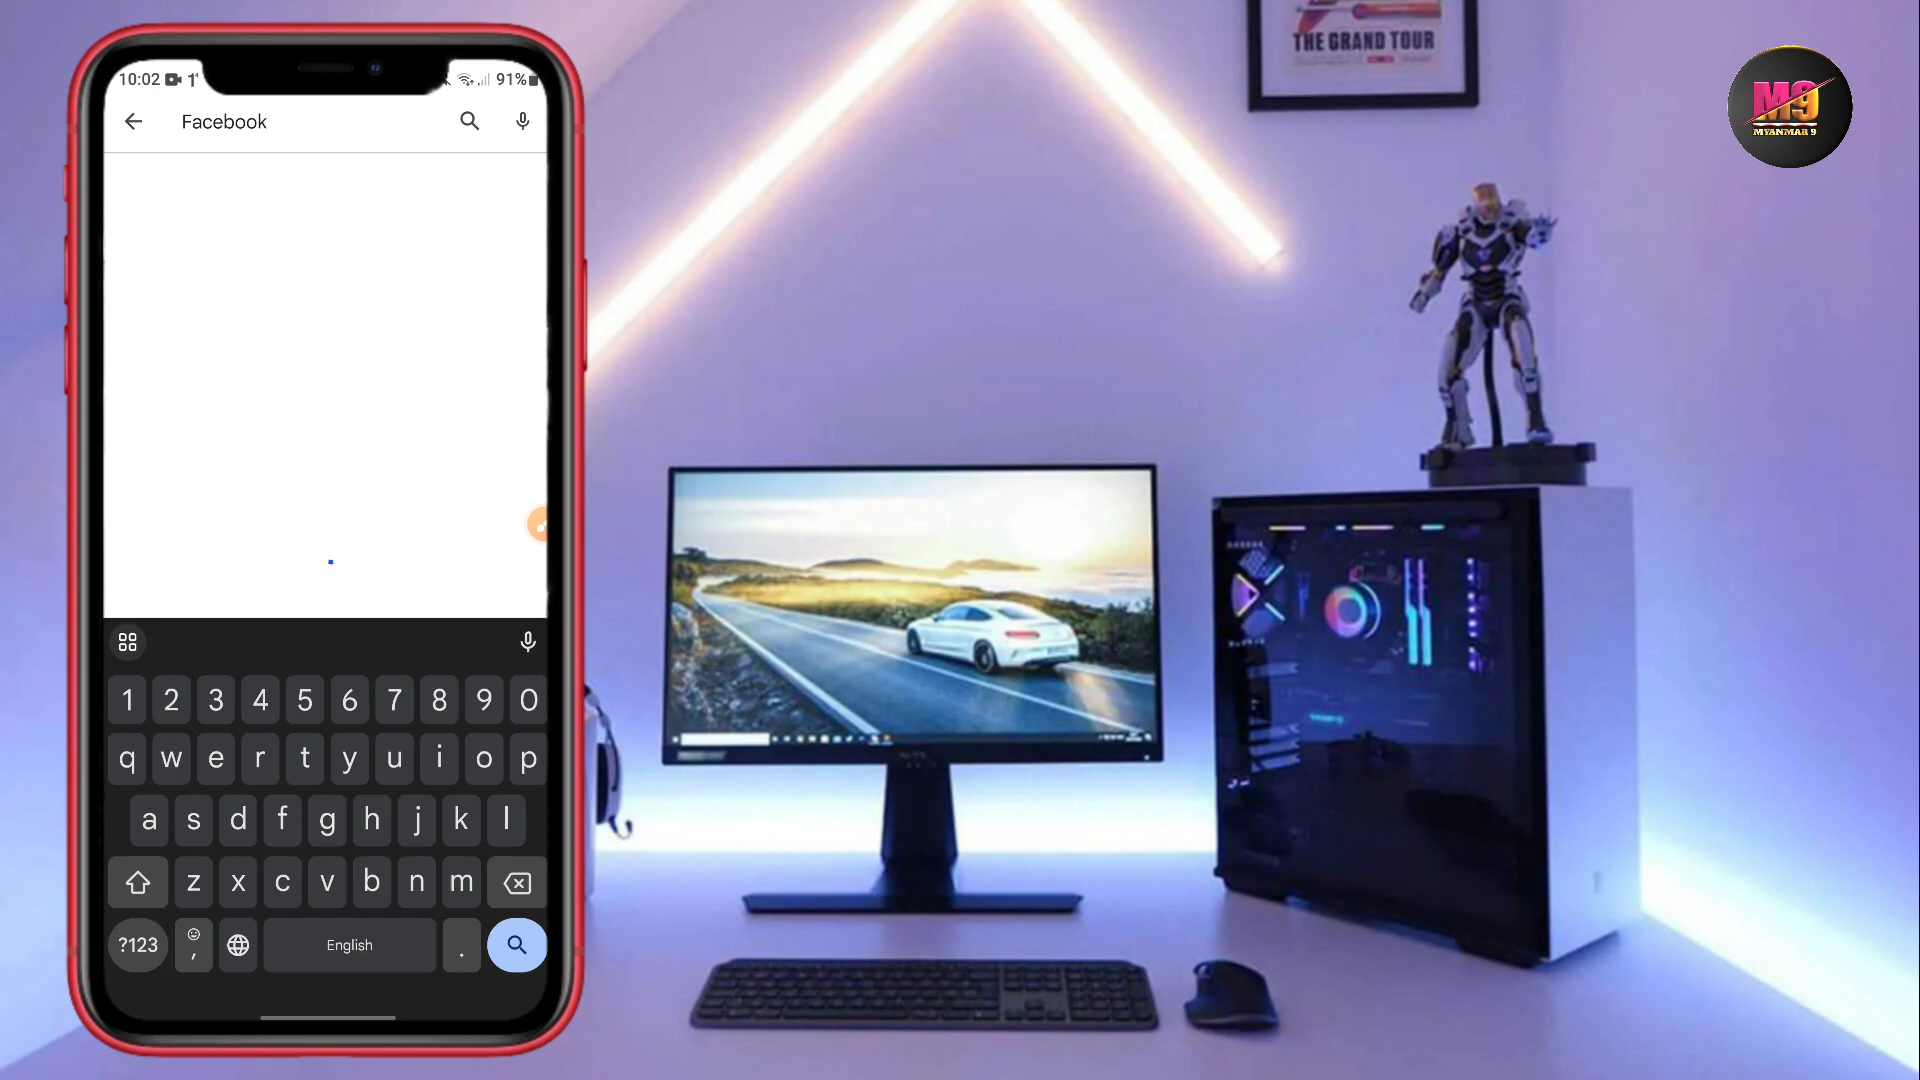 10:02
91%
Facebook
1 2 3 4 5 6 7 8 9 0
q w e r t y u i o p
a s d f g h j k l
z x c v b n m
?123 , English .
THE GRAND TOUR
M9
MYANMAR 9